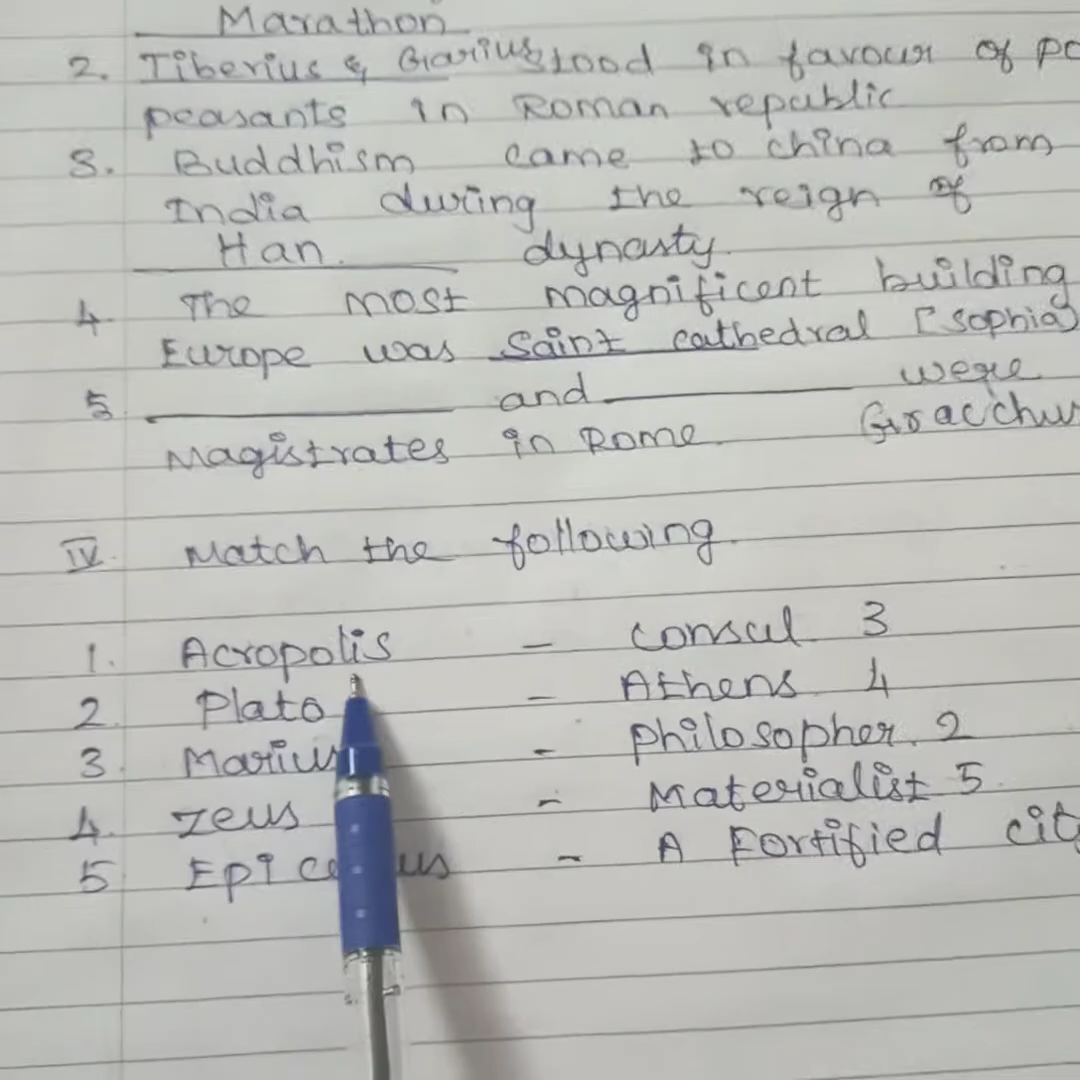 Marathon
2. Tiberius & Grarius stood in favour of
peasants in Roman republic
3. Buddhism came to china from
India during the reign of
Han. dynasty.
4. The most magnificent building
Europe was Saint cathedral [Sophia)
5. and were
Magistrates in Rome. Gracchus
IV. Match the following.
1. Acropolis - Consul 3
2. Plato - Athens 4
3. Marius - Philosopher. 2
4. Zeus - Materialist 5.
5 - A Fortified